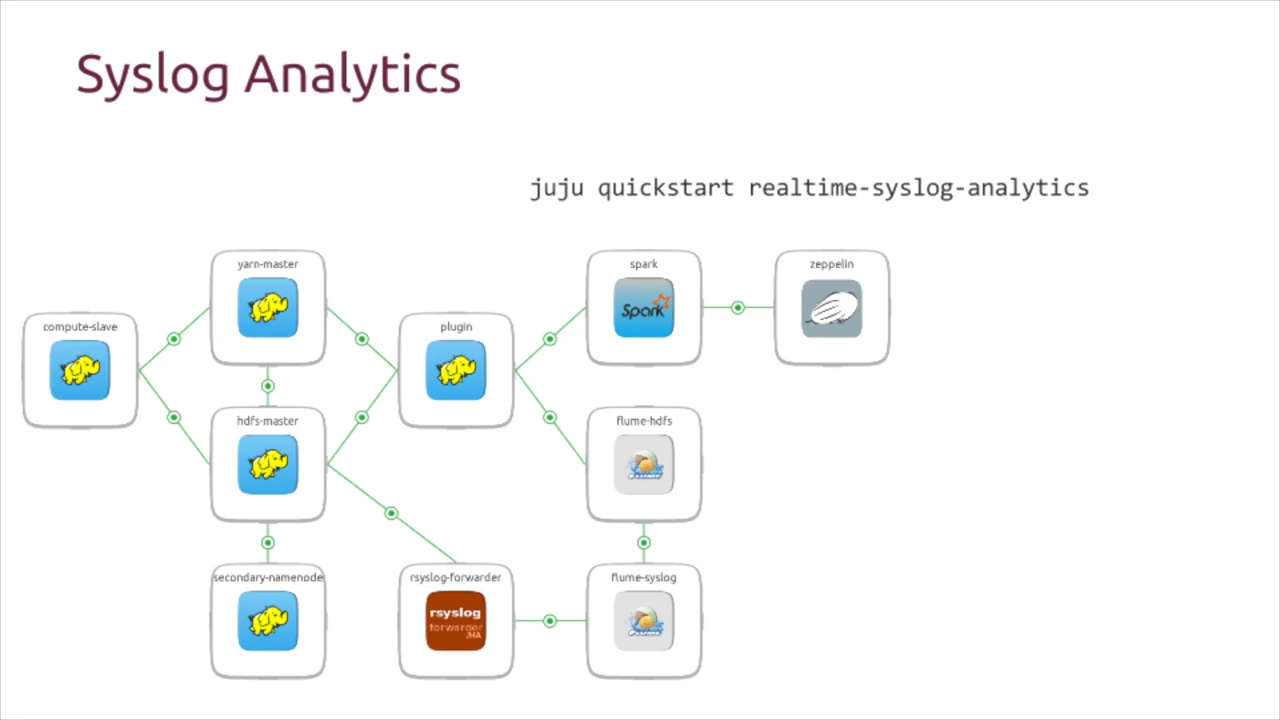 Syslog Analytics
juju quickstart realtime-syslog-analytics
yarn-master
spark
Spark
zeppelin
compute-slave
plugin
hdfs-master
flume-hdfs
secondary-namenode
rsyslog-forwarder
rsyslog
forwarder
/HA
flume-syslog